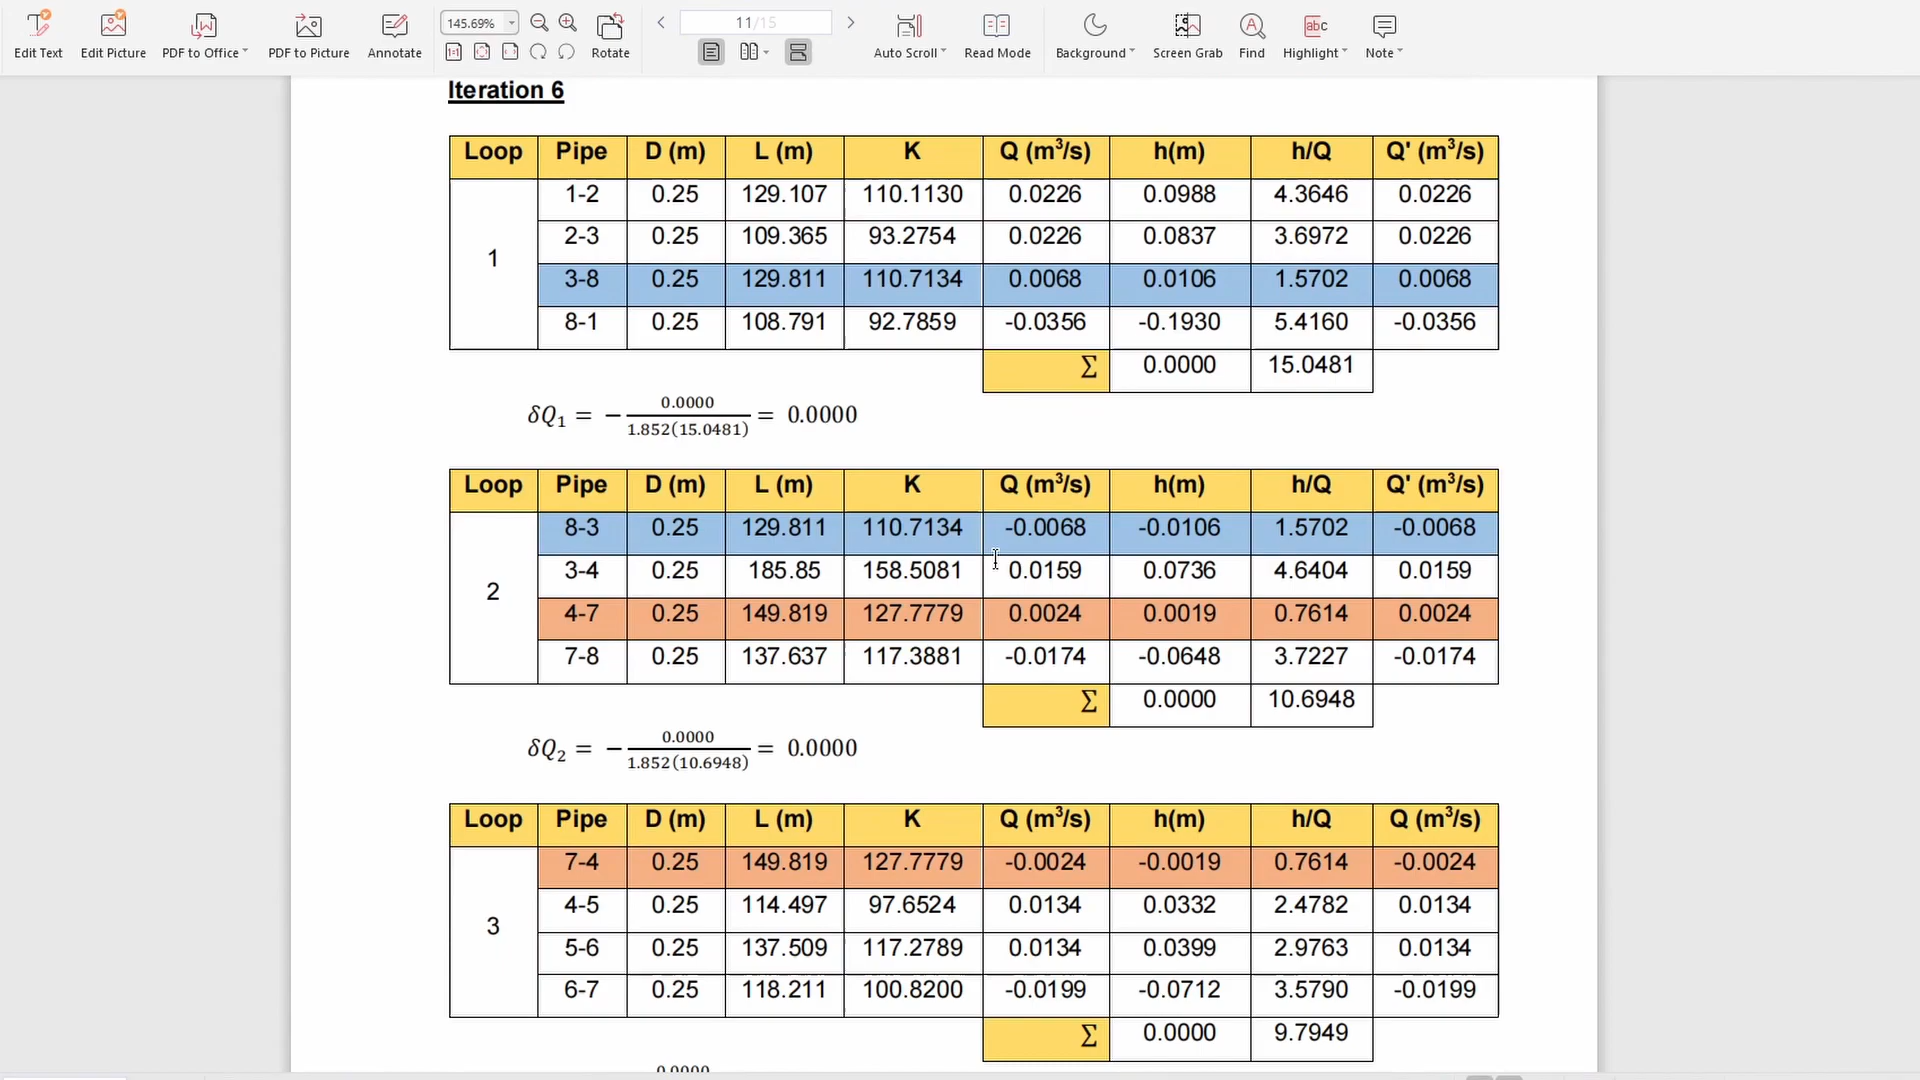 Edit Text Edit Picture PDF to Office PDF to Picture Annotate 145.69% Rotate 11/15 Auto Scroll Read Mode Background Screen Grab Find Highlight Note
Iteration 6
Loop Pipe D (m) L (m) K Q (m³/s) h(m) h/Q Q' (m³/s)
1
1-2 0.25 129.107 110.1130 0.0226 0.0988 4.3646 0.0226
2-3 0.25 109.365 93.2754 0.0226 0.0837 3.6972 0.0226
3-8 0.25 129.811 110.7134 0.0068 0.0106 1.5702 0.0068
8-1 0.25 108.791 92.7859 -0.0356 -0.1930 5.4160 -0.0356
Σ 0.0000 15.0481
δQ₁ = − 0.0000 / 1.852(15.0481) = 0.0000
Loop Pipe D (m) L (m) K Q (m³/s) h(m) h/Q Q' (m³/s)
2
8-3 0.25 129.811 110.7134 -0.0068 -0.0106 1.5702 -0.0068
3-4 0.25 185.85 158.5081 0.0159 0.0736 4.6404 0.0159
4-7 0.25 149.819 127.7779 0.0024 0.0019 0.7614 0.0024
7-8 0.25 137.637 117.3881 -0.0174 -0.0648 3.7227 -0.0174
Σ 0.0000 10.6948
δQ₂ = − 0.0000 / 1.852(10.6948) = 0.0000
Loop Pipe D (m) L (m) K Q (m³/s) h(m) h/Q Q (m³/s)
3
7-4 0.25 149.819 127.7779 -0.0024 -0.0019 0.7614 -0.0024
4-5 0.25 114.497 97.6524 0.0134 0.0332 2.4782 0.0134
5-6 0.25 137.509 117.2789 0.0134 0.0399 2.9763 0.0134
6-7 0.25 118.211 100.8200 -0.0199 -0.0712 3.5790 -0.0199
Σ 0.0000 9.7949
0.0000